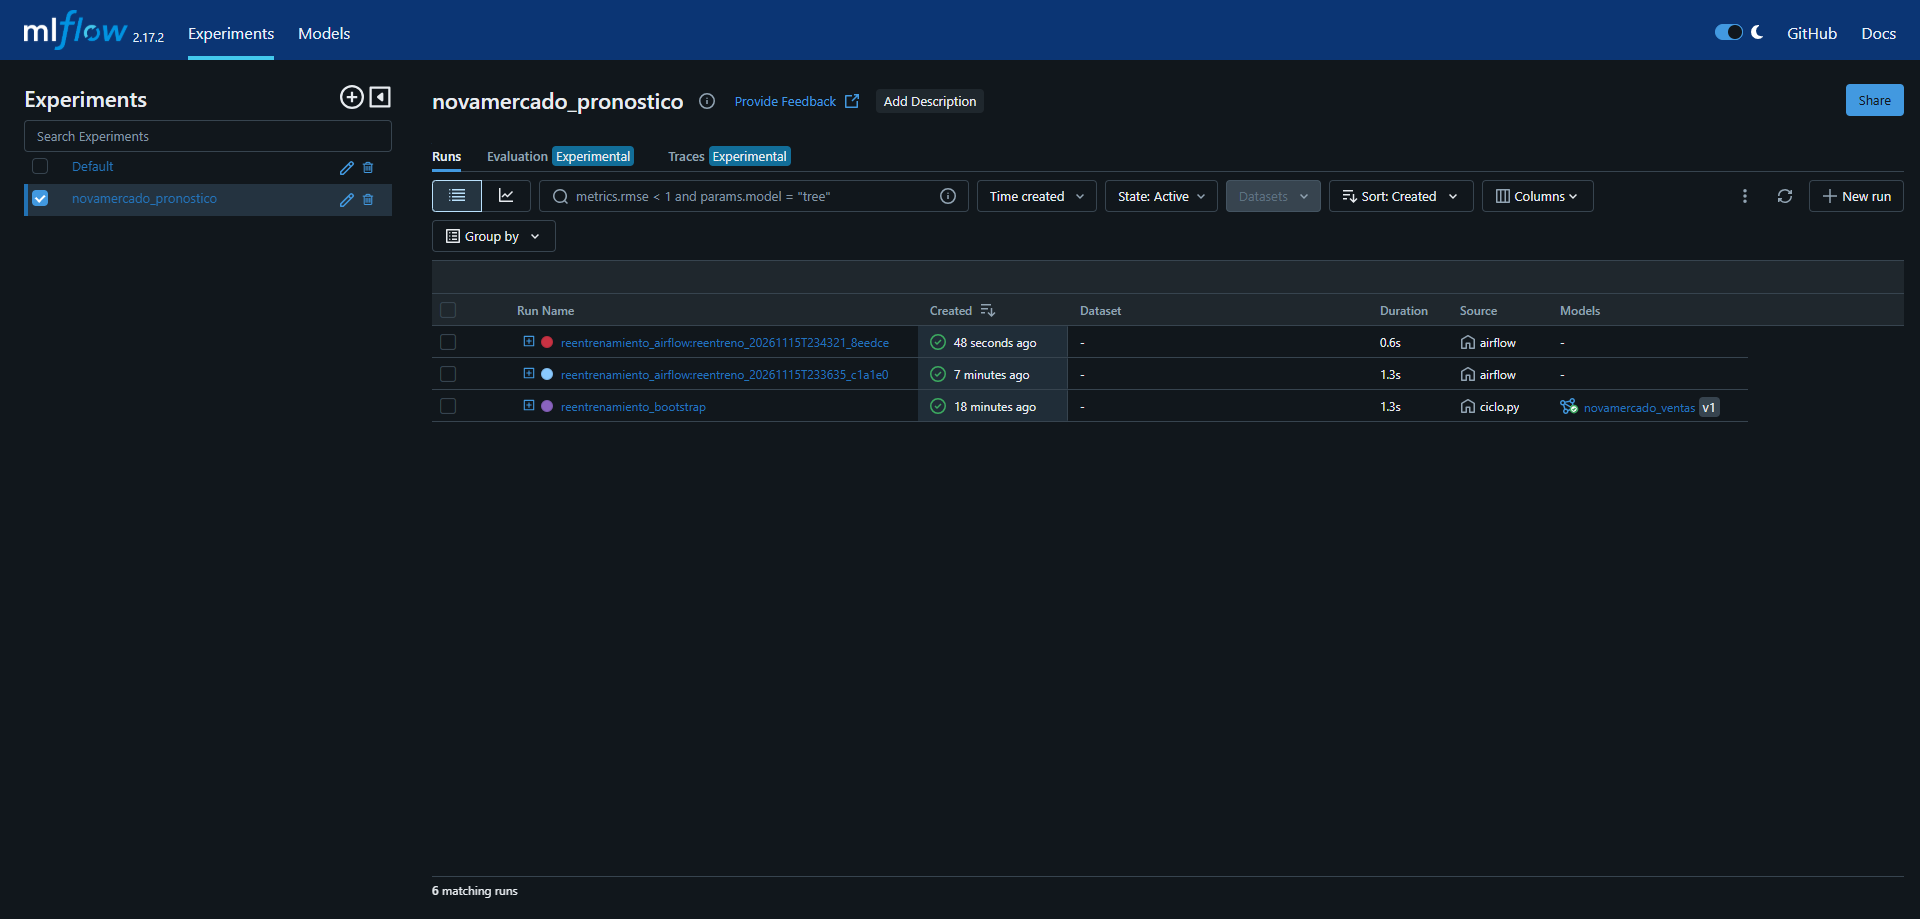 mlflow 2.17.2 Experiments Models GitHub Docs
Experiments
Search Experiments
Default
novamercado_pronostico
novamercado_pronostico Provide Feedback Add Description Share
Runs Evaluation Experimental Traces Experimental
metrics.rmse < 1 and params.model = "tree" Time created State: Active Datasets Sort: Created Columns New run
Group by
Run Name Created Dataset Duration Source Models
reentrenamiento_airflow:reentreno_20261115T234321_8eedce 48 seconds ago - 0.6s airflow -
reentrenamiento_airflow:reentreno_20261115T233635_c1a1e0 7 minutes ago - 1.3s airflow -
reentrenamiento_bootstrap 18 minutes ago - 1.3s ciclo.py novamercado_ventas v1
6 matching runs